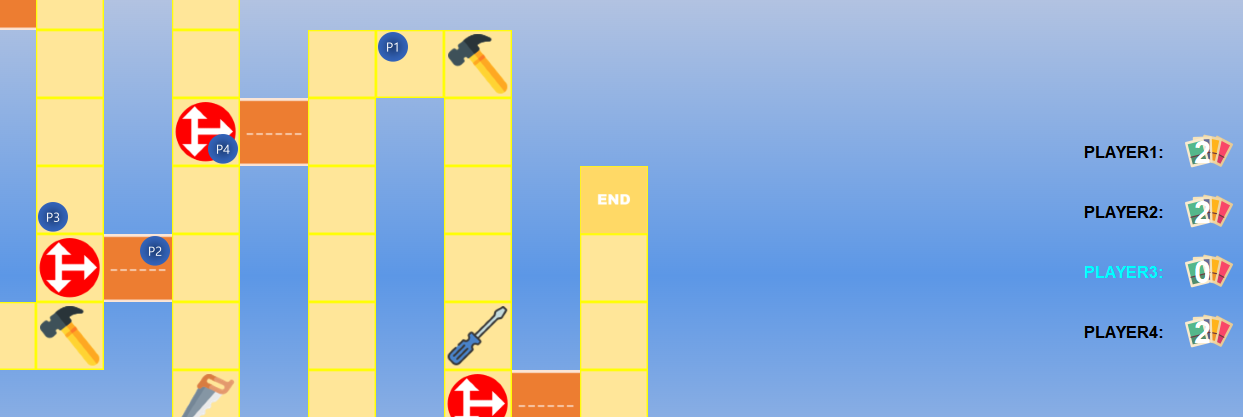 P1
P4
PLAYER1: 2
END
PLAYER2: 2
P3
P2
PLAYER3: 0
PLAYER4: 2